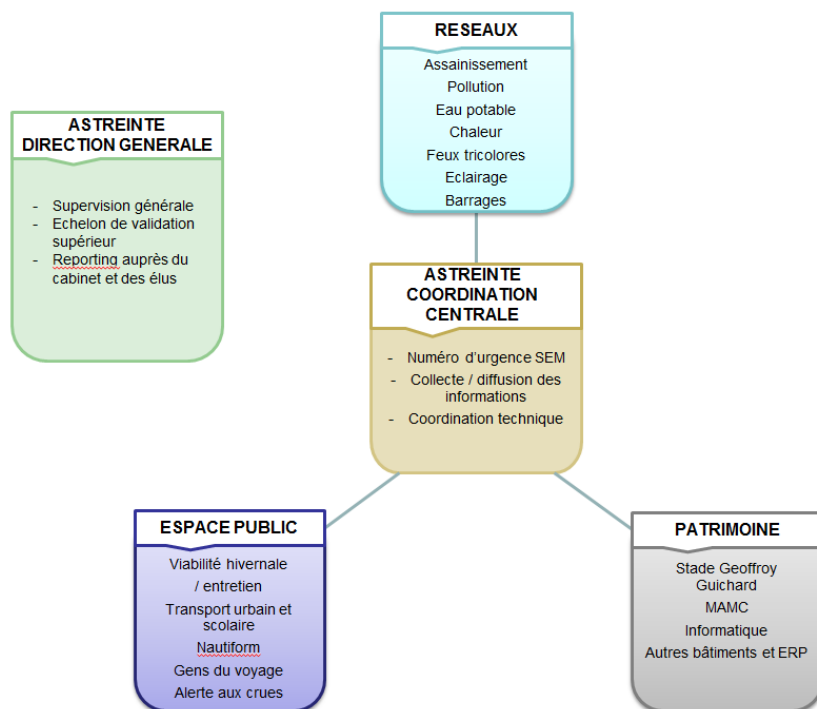 RESEAUX
Assainissement
Pollution
Eau potable
Chaleur
Feux tricolores
Eclairage
Barrages
ASTREINTE
DIRECTION GENERALE
- Supervision générale
- Echelon de validation
supérieur
- Reporting auprès du
cabinet et des élus
ASTREINTE
COORDINATION
CENTRALE
- Numéro d'urgence SEM
- Collecte / diffusion des
informations
- Coordination technique
ESPACE PUBLIC
Viabilité hivernale
/ entretien
Transport urbain et
scolaire
Nautiform
Gens du voyage
Alerte aux crues
PATRIMOINE
Stade Geoffroy
Guichard
MAMC
Informatique
Autres bâtiments et ERP